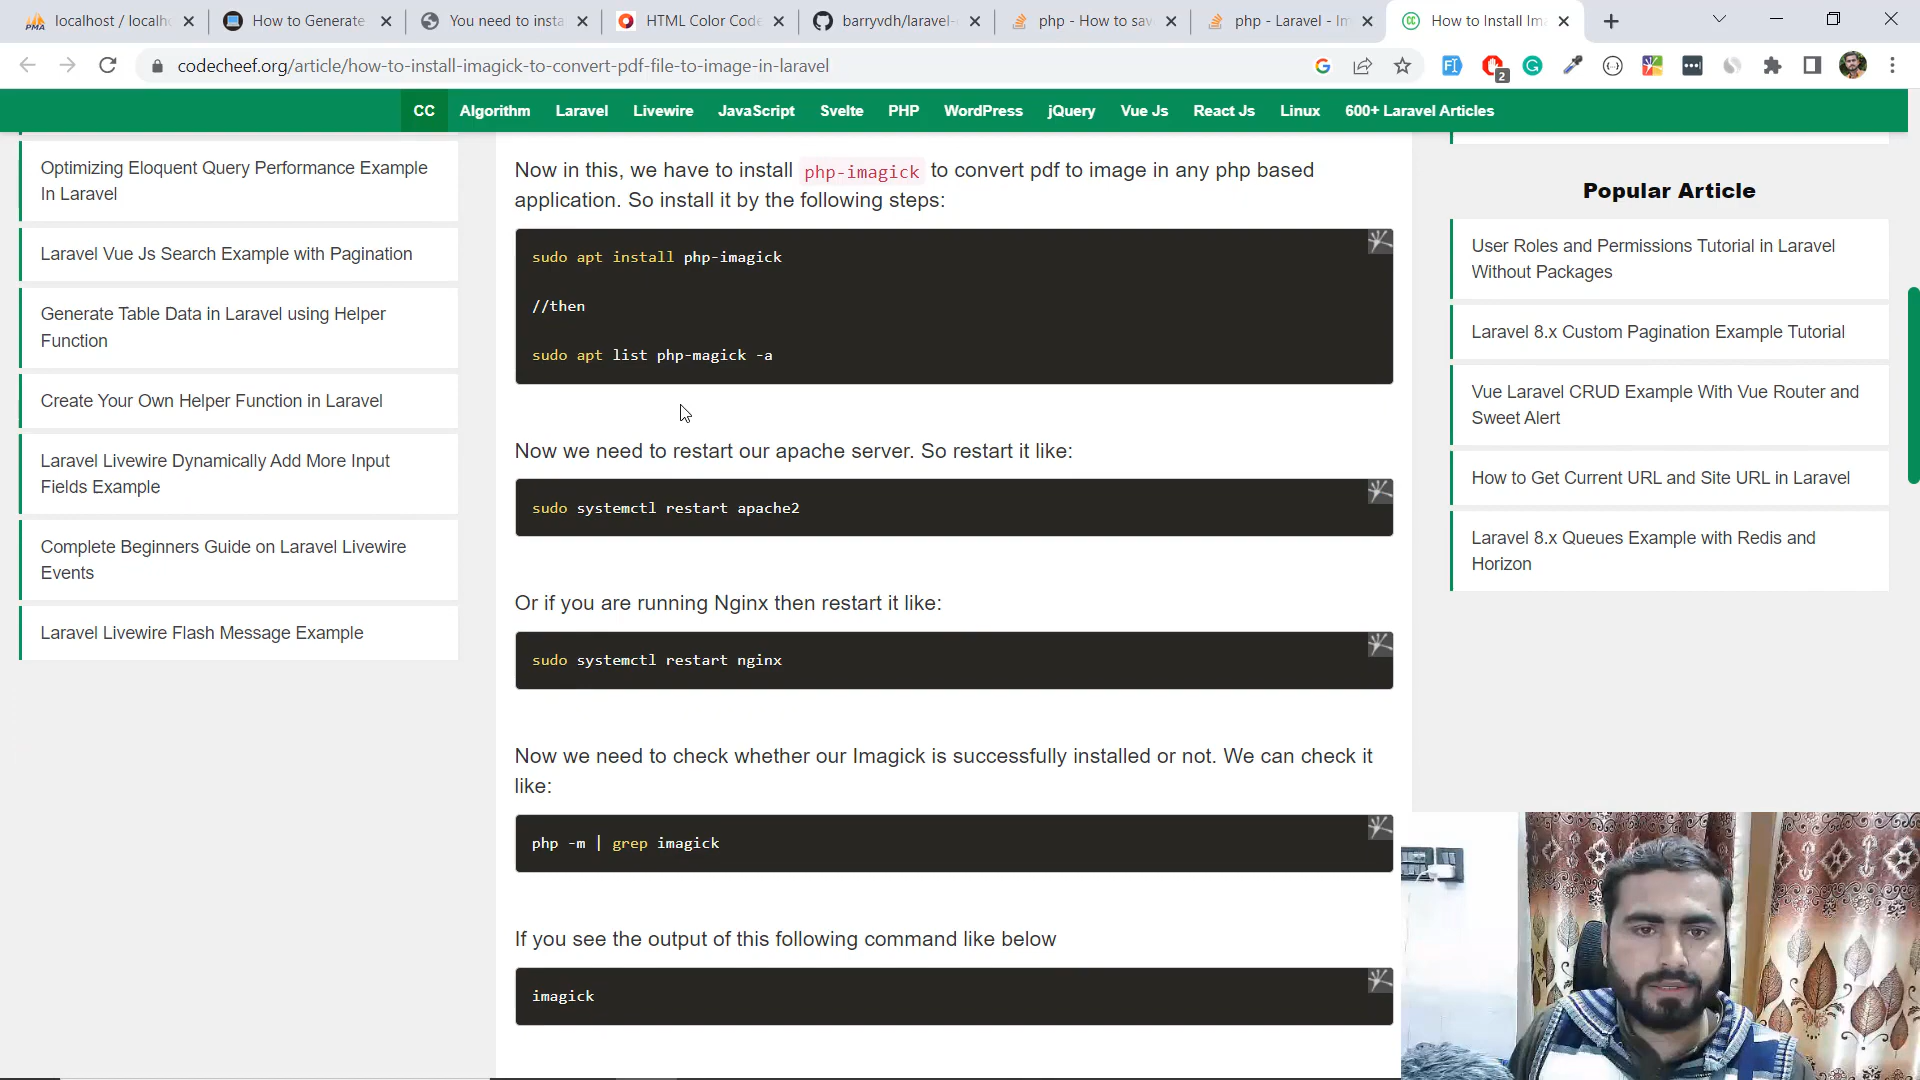 localhost / localho
How to Generate
You need to insta
HTML Color Code
barryvdh/laravel-
php - How to sav
php - Laravel - Im
How to Install Im
codecheef.org/article/how-to-install-imagick-to-convert-pdf-file-to-image-in-laravel
2
CC
Algorithm
Laravel
Livewire
JavaScript
Svelte
PHP
WordPress
jQuery
Vue Js
React Js
Linux
600+ Laravel Articles
Optimizing Eloquent Query Performance Example
In Laravel
Laravel Vue Js Search Example with Pagination
Generate Table Data in Laravel using Helper
Function
Create Your Own Helper Function in Laravel
Laravel Livewire Dynamically Add More Input
Fields Example
Complete Beginners Guide on Laravel Livewire
Events
Laravel Livewire Flash Message Example
Now in this, we have to install php-imagick to convert pdf to image in any php based
application. So install it by the following steps:
sudo apt install php-imagick
//then
sudo apt list php-magick -a
Now we need to restart our apache server. So restart it like:
sudo systemctl restart apache2
Or if you are running Nginx then restart it like:
sudo systemctl restart nginx
Now we need to check whether our Imagick is successfully installed or not. We can check it
like:
php -m | grep imagick
If you see the output of this following command like below
imagick
Popular Article
User Roles and Permissions Tutorial in Laravel
Without Packages
Laravel 8.x Custom Pagination Example Tutorial
Vue Laravel CRUD Example With Vue Router and
Sweet Alert
How to Get Current URL and Site URL in Laravel
Laravel 8.x Queues Example with Redis and
Horizon